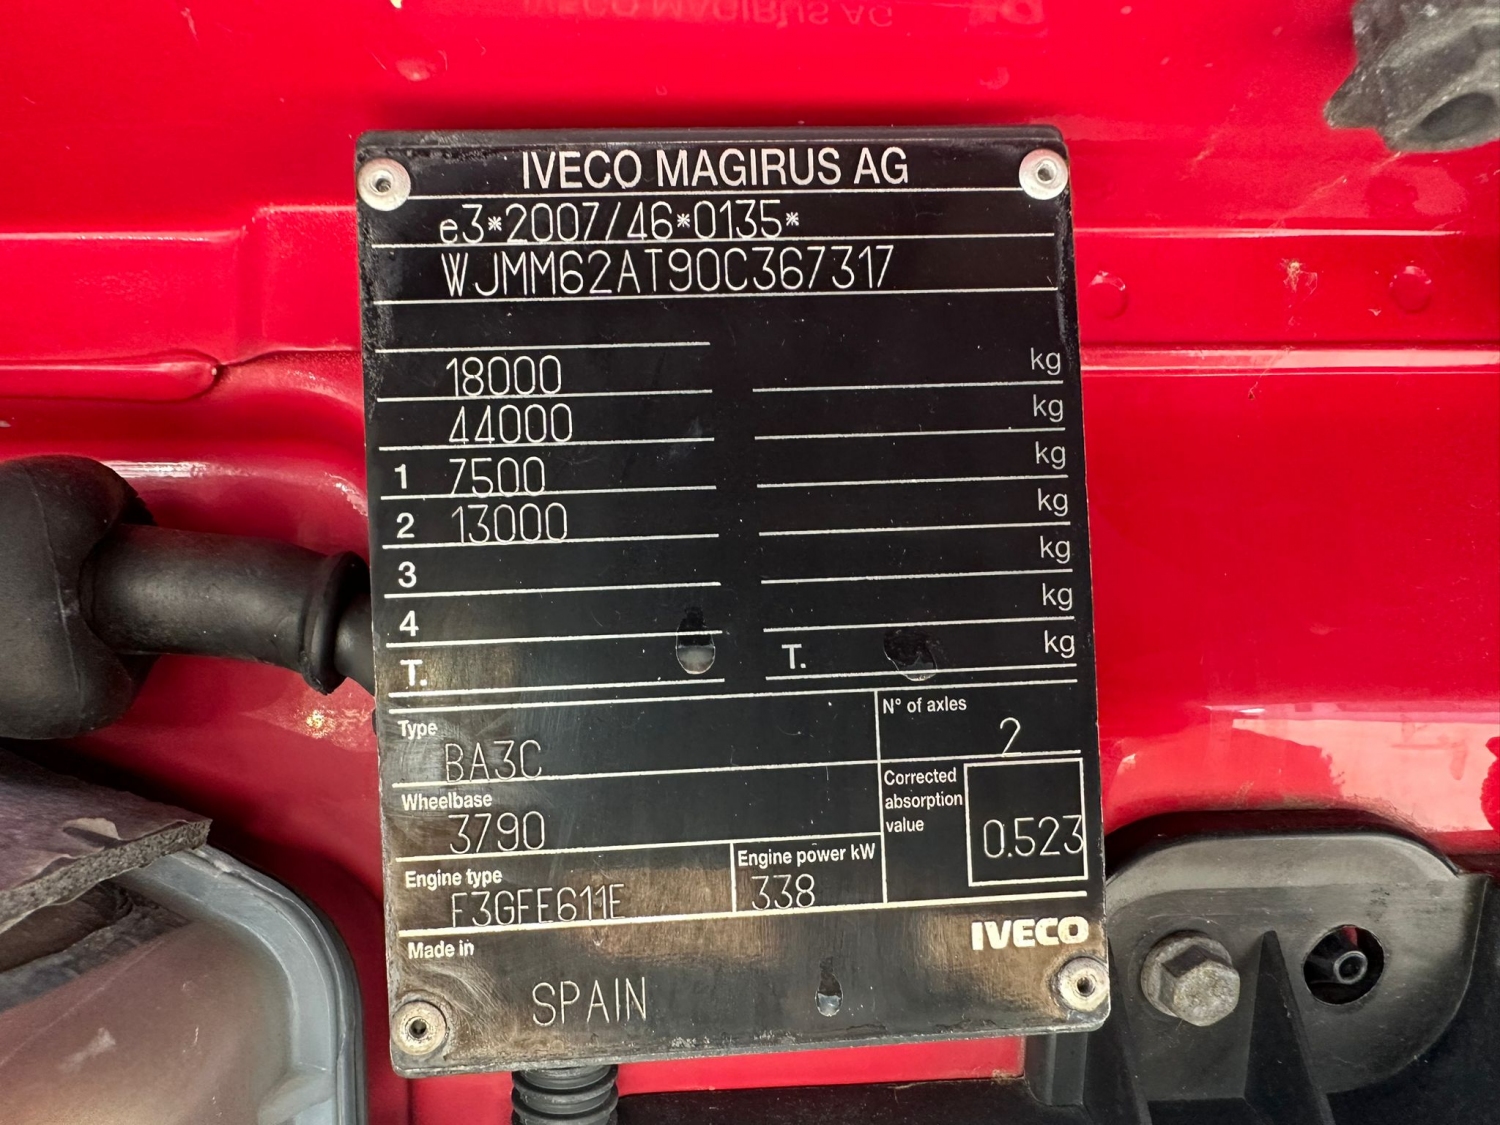 IVECO MAGIRUS AG
e3*2007/46*0135*
WJMM62AT90C367317
18000 kg
44000 kg
1 7500 kg
2 13000 kg
3 kg
4 kg
T. T. kg
Type
BA3C
N° of axles
2
Wheelbase
3790
Corrected
absorption
value
0.523
Engine type
F3GFE611E
Engine power kW
338
Made in
SPAIN
IVECO